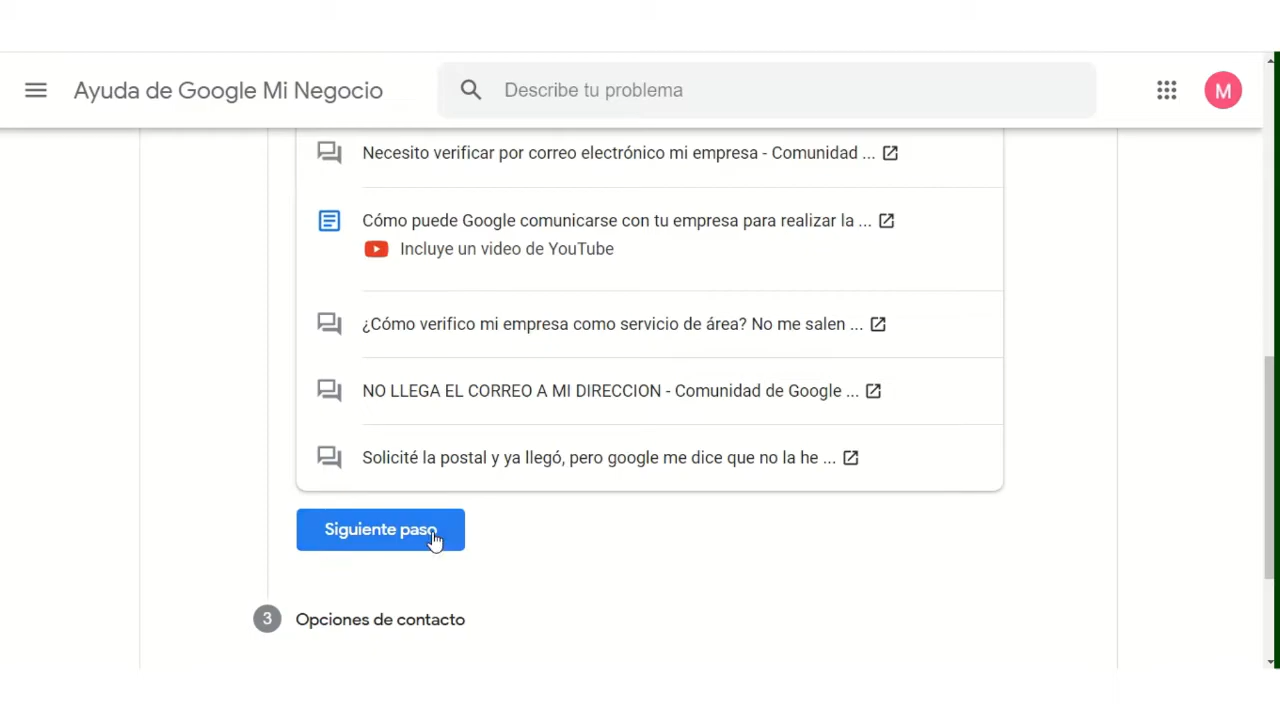 Ayuda de Google Mi Negocio
Describe tu problema
M
Necesito verificar por correo electrónico mi empresa - Comunidad ...
Cómo puede Google comunicarse con tu empresa para realizar la ...
Incluye un video de YouTube
¿Cómo verifico mi empresa como servicio de área? No me salen ...
NO LLEGA EL CORREO A MI DIRECCION - Comunidad de Google ...
Solicité la postal y ya llegó, pero google me dice que no la he ...
Siguiente paso
3 Opciones de contacto